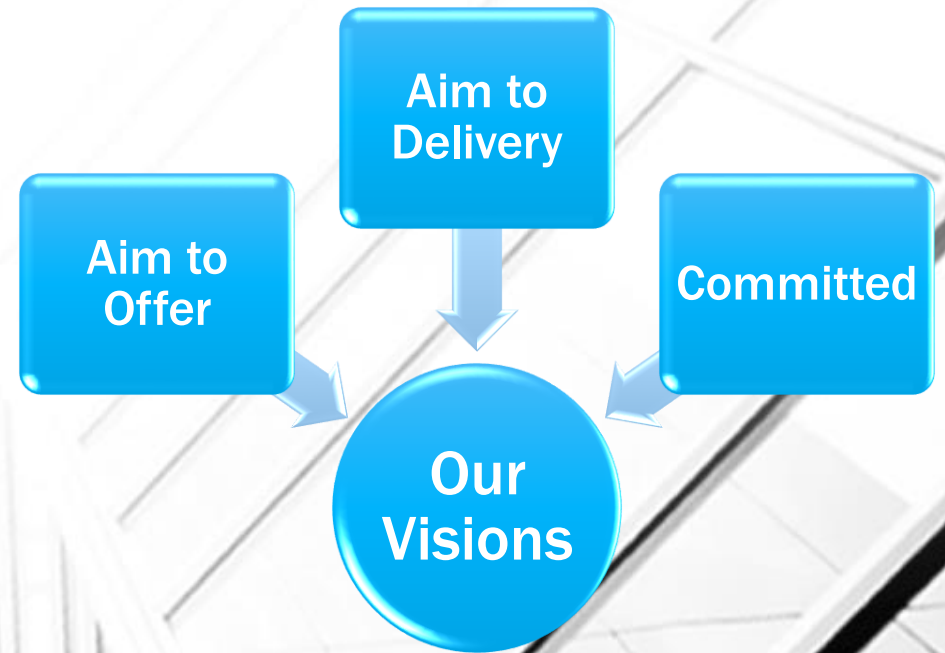 Aim to
Delivery
Aim to
Offer
Committed
Our
Visions